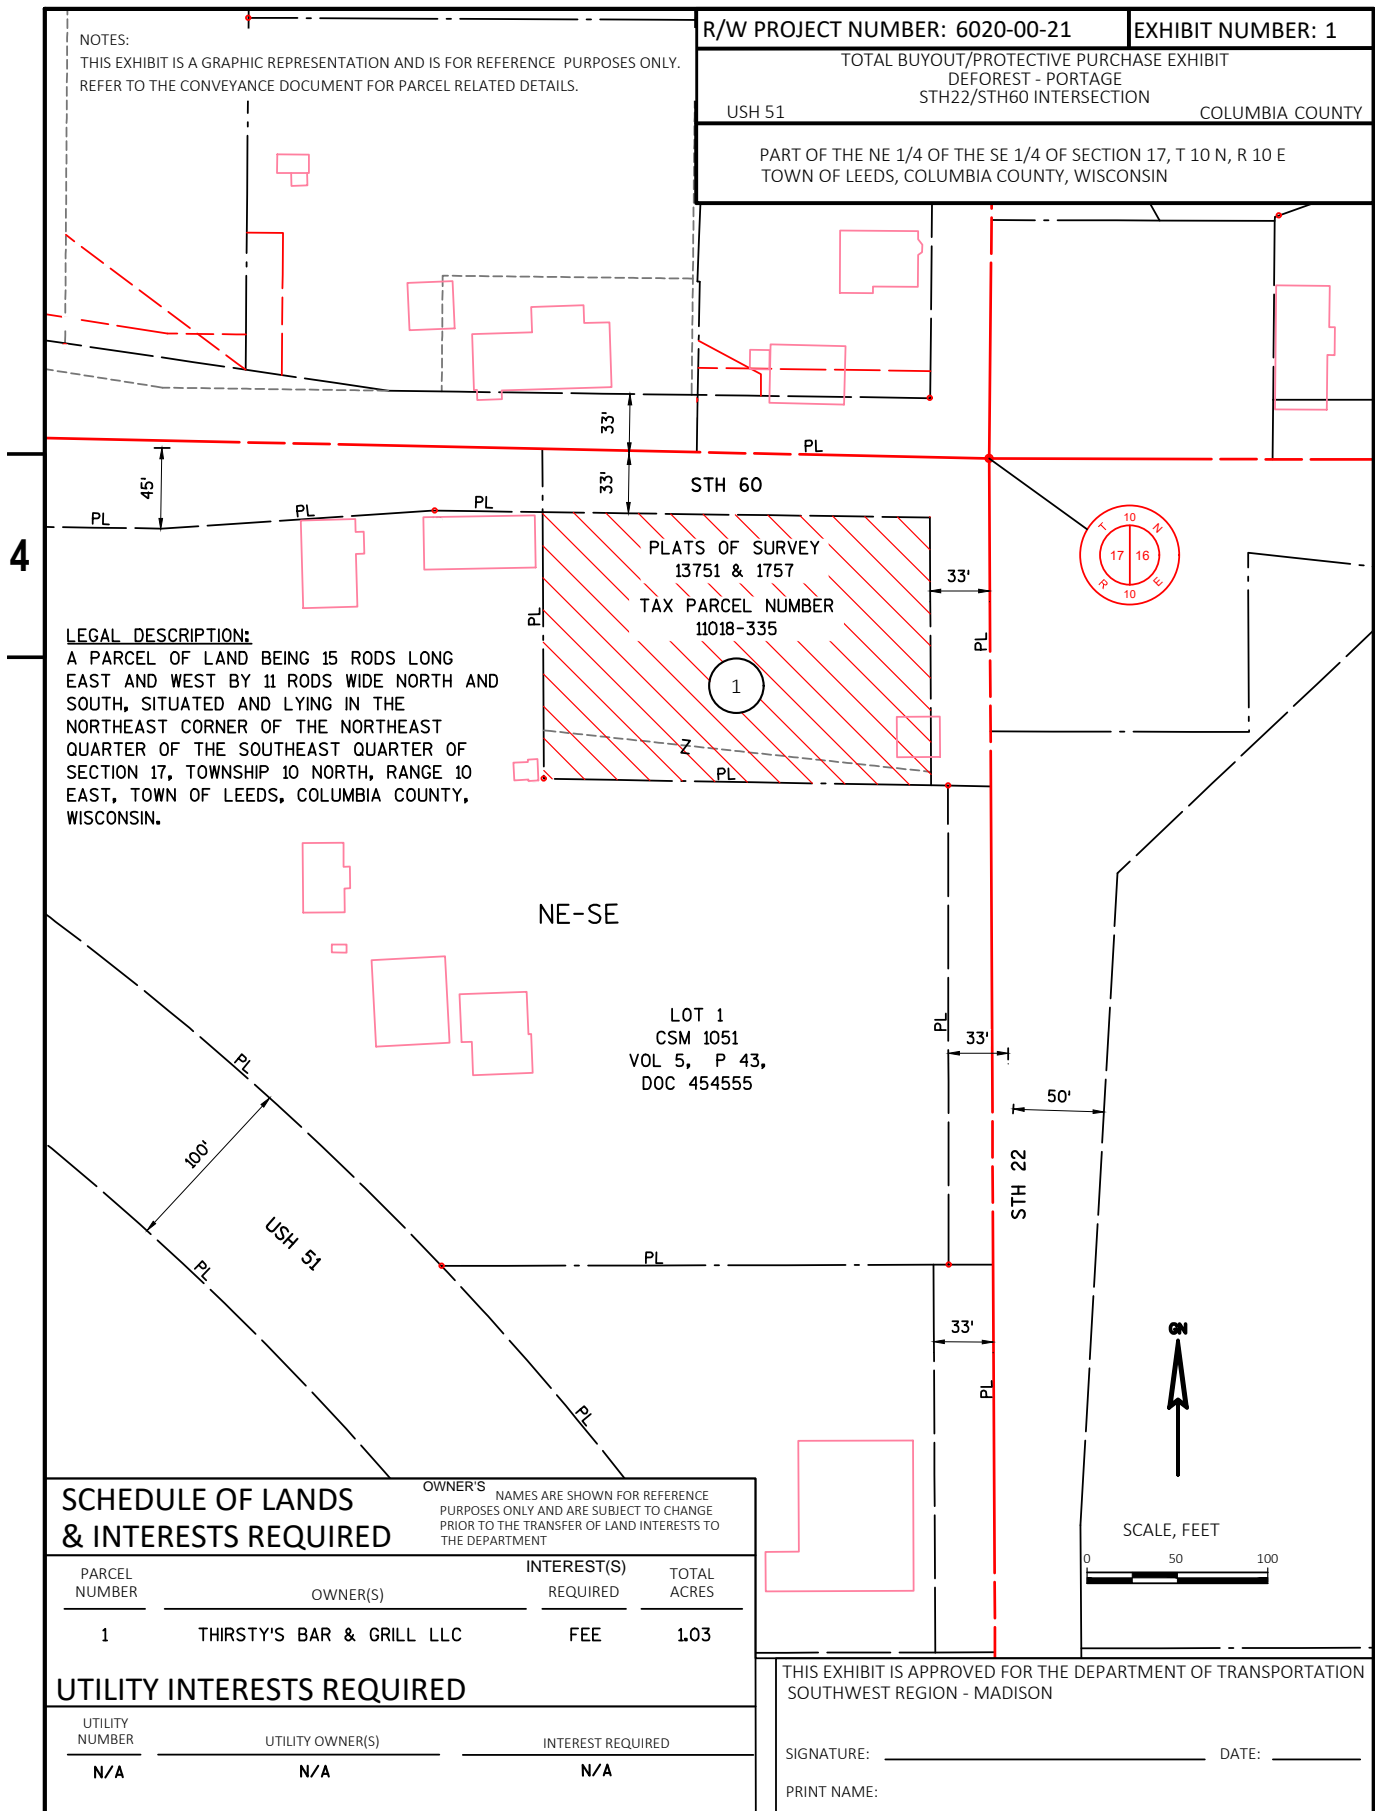 NOTES:
THIS EXHIBIT IS A GRAPHIC REPRESENTATION AND IS FOR REFERENCE PURPOSES ONLY.
REFER TO THE CONVEYANCE DOCUMENT FOR PARCEL RELATED DETAILS.
R/W PROJECT NUMBER: 6020-00-21
EXHIBIT NUMBER: 1
TOTAL BUYOUT/PROTECTIVE PURCHASE EXHIBIT
DEFOREST - PORTAGE
STH22/STH60 INTERSECTION
USH 51
COLUMBIA COUNTY
PART OF THE NE 1/4 OF THE SE 1/4 OF SECTION 17, T 10 N, R 10 E
TOWN OF LEEDS, COLUMBIA COUNTY, WISCONSIN
33'
PL
45'
33'
STH 60
PL
PL
PL
4
T 10 N
17 16
R 10 E
PLATS OF SURVEY
13751 & 1757
TAX PARCEL NUMBER
11018-335
1
33'
PL
PL
Z
PL
LEGAL DESCRIPTION:
A PARCEL OF LAND BEING 15 RODS LONG
EAST AND WEST BY 11 RODS WIDE NORTH AND
SOUTH, SITUATED AND LYING IN THE
NORTHEAST CORNER OF THE NORTHEAST
QUARTER OF THE SOUTHEAST QUARTER OF
SECTION 17, TOWNSHIP 10 NORTH, RANGE 10
EAST, TOWN OF LEEDS, COLUMBIA COUNTY,
WISCONSIN.
NE-SE
LOT 1
CSM 1051
VOL 5, P 43,
DOC 454555
PL
33'
50'
PL
100'
STH 22
USH 51
PL
PL
33'
PL
PL
GN
SCALE, FEET
0 50 100
SCHEDULE OF LANDS
& INTERESTS REQUIRED
OWNER'S NAMES ARE SHOWN FOR REFERENCE
PURPOSES ONLY AND ARE SUBJECT TO CHANGE
PRIOR TO THE TRANSFER OF LAND INTERESTS TO
THE DEPARTMENT
PARCEL
NUMBER
OWNER(S)
INTEREST(S)
REQUIRED
TOTAL
ACRES
1 THIRSTY'S BAR & GRILL LLC FEE 1.03
UTILITY INTERESTS REQUIRED
UTILITY
NUMBER
UTILITY OWNER(S)
INTEREST REQUIRED
N/A N/A N/A
THIS EXHIBIT IS APPROVED FOR THE DEPARTMENT OF TRANSPORTATION
SOUTHWEST REGION - MADISON
SIGNATURE: DATE:
PRINT NAME: